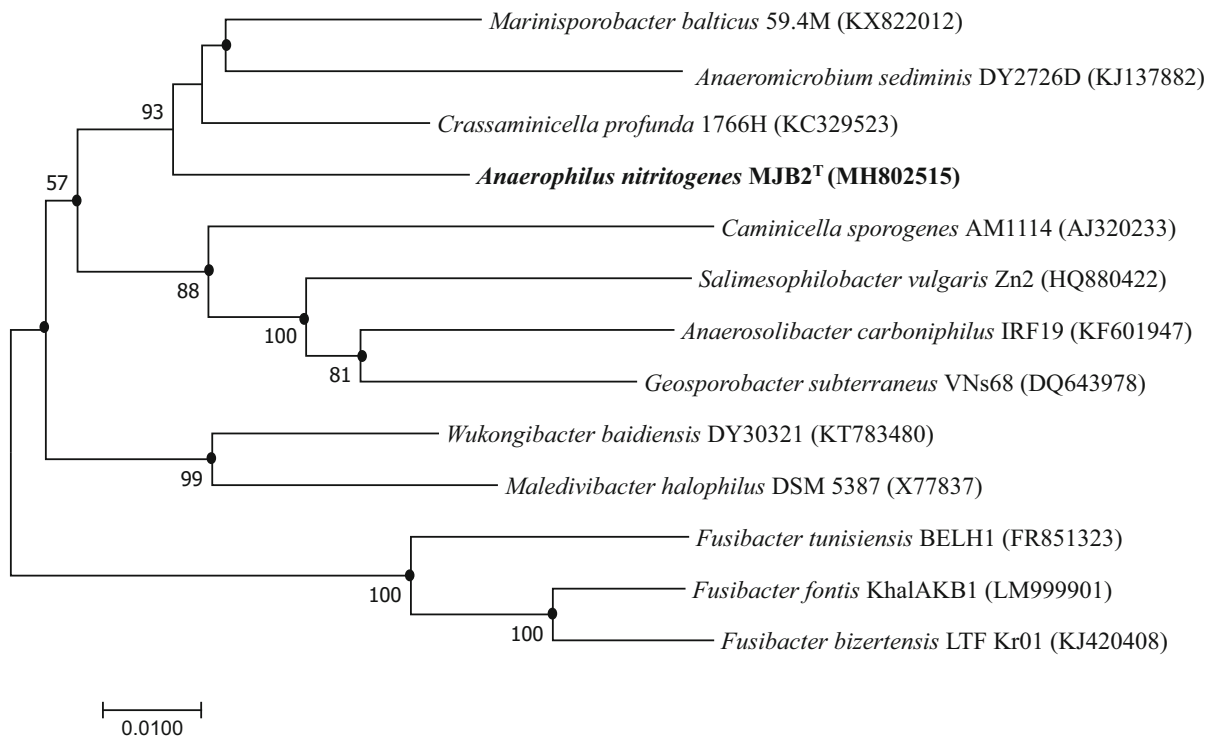 Marinisporobacter balticus 59.4M (KX822012)
Anaeromicrobium sediminis DY2726D (KJ137882)
93
Crassaminicella profunda 1766H (KC329523)
Anaerophilus nitritogenes MJB2ᵀ (MH802515)
57
Caminicella sporogenes AM1114 (AJ320233)
88
Salimesophilobacter vulgaris Zn2 (HQ880422)
100
Anaerosolibacter carboniphilus IRF19 (KF601947)
81
Geosporobacter subterraneus VNs68 (DQ643978)
Wukongibacter baidiensis DY30321 (KT783480)
99
Maledivibacter halophilus DSM 5387 (X77837)
Fusibacter tunisiensis BELH1 (FR851323)
100
Fusibacter fontis KhalAKB1 (LM999901)
100
Fusibacter bizertensis LTF Kr01 (KJ420408)
0.0100